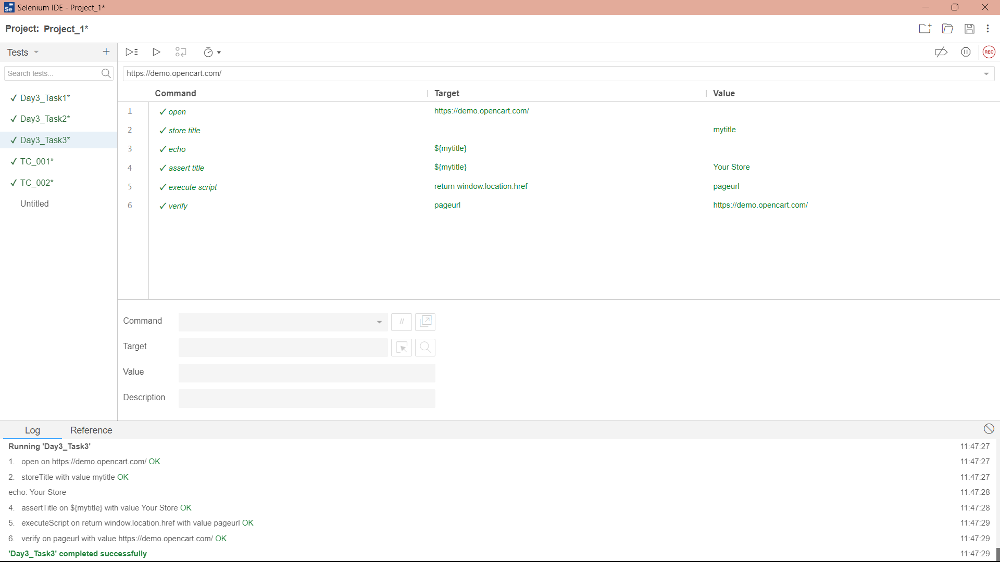 Se Selenium IDE - Project_1*
Project: Project_1*
Tests
Search tests...
https://demo.opencart.com/
REC
✓ Day3_Task1*
✓ Day3_Task2*
✓ Day3_Task3*
✓ TC_001*
✓ TC_002*
Untitled
Command Target Value
1 ✓ open https://demo.opencart.com/
2 ✓ store title mytitle
3 ✓ echo ${mytitle}
4 ✓ assert title ${mytitle} Your Store
5 ✓ execute script return window.location.href pageurl
6 ✓ verify pageurl https://demo.opencart.com/
Command //
Target
Value
Description
Log Reference
Running 'Day3_Task3' 11:47:27
1. open on https://demo.opencart.com/ OK 11:47:27
2. storeTitle with value mytitle OK 11:47:27
echo: Your Store 11:47:28
4. assertTitle on ${mytitle} with value Your Store OK 11:47:28
5. executeScript on return window.location.href with value pageurl OK 11:47:29
6. verify on pageurl with value https://demo.opencart.com/ OK 11:47:29
'Day3_Task3' completed successfully 11:47:29